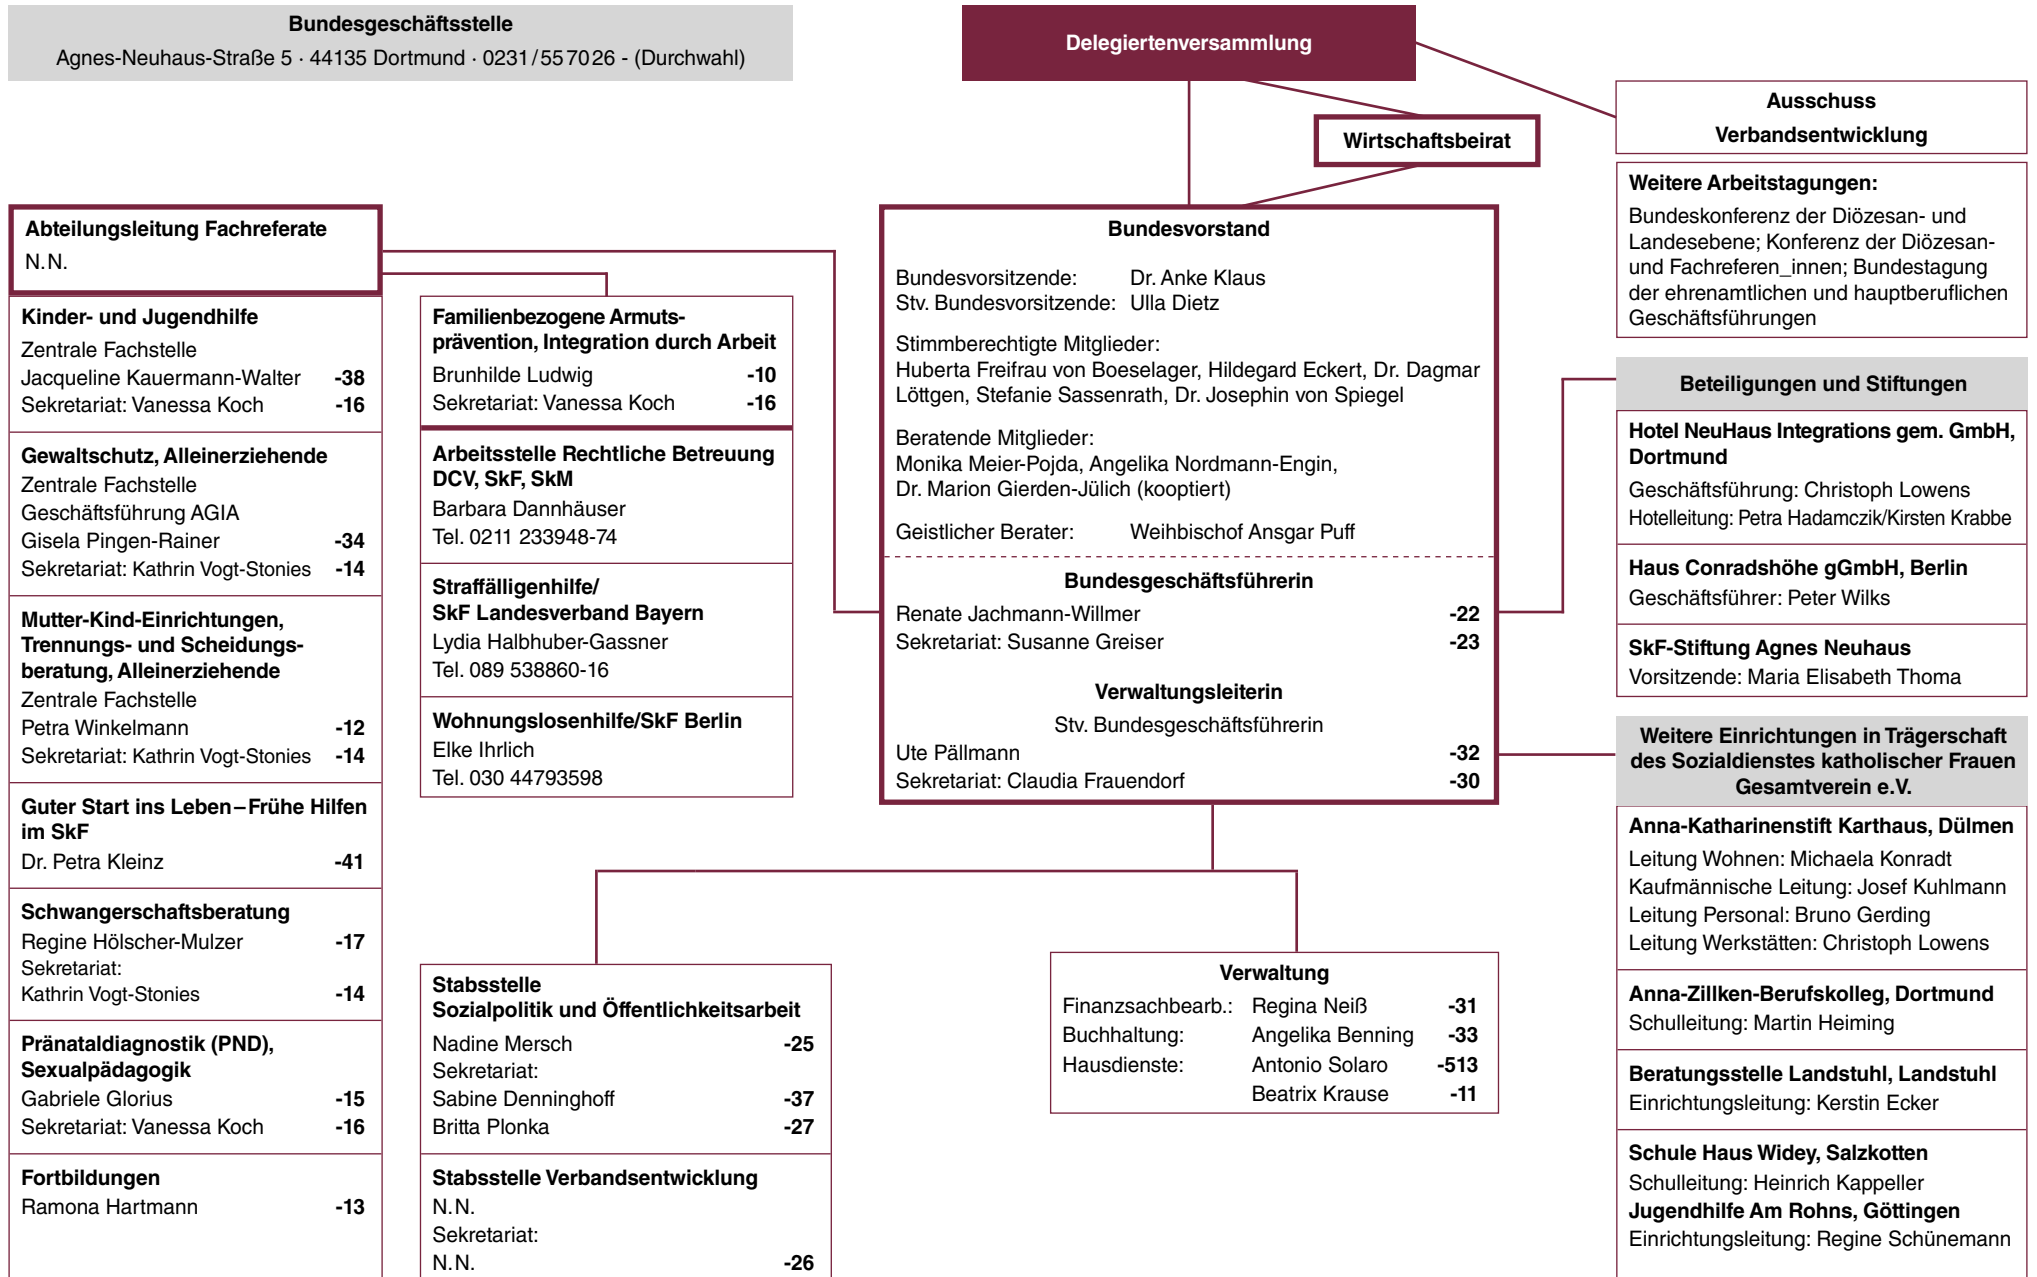 Bundesgeschäftsstelle
Agnes-Neuhaus-Straße 5 · 44135 Dortmund · 0231/557026 - (Durchwahl)
Delegiertenversammlung
Wirtschaftsbeirat
Ausschuss
Verbandsentwicklung
Weitere Arbeitstagungen:
Bundeskonferenz der Diözesan- und
Landesebene; Konferenz der Diözesan-
und Fachreferen_innen; Bundestagung
der ehrenamtlichen und hauptberuflichen
Geschäftsführungen
Abteilungsleitung Fachreferate
N.N.
Kinder- und Jugendhilfe
Zentrale Fachstelle
Jacqueline Kauermann-Walter -38
Sekretariat: Vanessa Koch -16
Gewaltschutz, Alleinerziehende
Zentrale Fachstelle
Geschäftsführung AGIA
Gisela Pingen-Rainer -34
Sekretariat: Kathrin Vogt-Stonies -14
Mutter-Kind-Einrichtungen,
Trennungs- und Scheidungs-
beratung, Alleinerziehende
Zentrale Fachstelle
Petra Winkelmann -12
Sekretariat: Kathrin Vogt-Stonies -14
Guter Start ins Leben – Frühe Hilfen
im SkF
Dr. Petra Kleinz -41
Schwangerschaftsberatung
Regine Hölscher-Mulzer -17
Sekretariat:
Kathrin Vogt-Stonies -14
Pränataldiagnostik (PND),
Sexualpädagogik
Gabriele Glorius -15
Sekretariat: Vanessa Koch -16
Fortbildungen
Ramona Hartmann -13
Familienbezogene Armuts-
prävention, Integration durch Arbeit
Brunhilde Ludwig -10
Sekretariat: Vanessa Koch -16
Arbeitsstelle Rechtliche Betreuung
DCV, SkF, SkM
Barbara Dannhäuser
Tel. 0211 233948-74
Straffälligenhilfe/
SkF Landesverband Bayern
Lydia Halbhuber-Gassner
Tel. 089 538860-16
Wohnungslosenhilfe/SkF Berlin
Elke Ihrlich
Tel. 030 44793598
Bundesvorstand
Bundesvorsitzende: Dr. Anke Klaus
Stv. Bundesvorsitzende: Ulla Dietz
Stimmberechtigte Mitglieder:
Huberta Freifrau von Boeselager, Hildegard Eckert, Dr. Dagmar
Löttgen, Stefanie Sassenrath, Dr. Josephin von Spiegel
Beratende Mitglieder:
Monika Meier-Pojda, Angelika Nordmann-Engin,
Dr. Marion Gierden-Jülich (kooptiert)
Geistlicher Berater: Weihbischof Ansgar Puff
Bundesgeschäftsführerin
Renate Jachmann-Willmer -22
Sekretariat: Susanne Greiser -23
Verwaltungsleiterin
Stv. Bundesgeschäftsführerin
Ute Pällmann -32
Sekretariat: Claudia Frauendorf -30
Stabsstelle
Sozialpolitik und Öffentlichkeitsarbeit
Nadine Mersch -25
Sekretariat:
Sabine Denninghoff -37
Britta Plonka -27
Stabsstelle Verbandsentwicklung
N.N.
Sekretariat:
N.N. -26
Verwaltung
Finanzsachbearb.: Regina Neiß -31
Buchhaltung: Angelika Benning -33
Hausdienste: Antonio Solaro -513
Beatrix Krause -11
Beteiligungen und Stiftungen
Hotel NeuHaus Integrations gem. GmbH,
Dortmund
Geschäftsführung: Christoph Lowens
Hotelleitung: Petra Hadamczik/Kirsten Krabbe
Haus Conradshöhe gGmbH, Berlin
Geschäftsführer: Peter Wilks
SkF-Stiftung Agnes Neuhaus
Vorsitzende: Maria Elisabeth Thoma
Weitere Einrichtungen in Trägerschaft
des Sozialdienstes katholischer Frauen
Gesamtverein e.V.
Anna-Katharinenstift Karthaus, Dülmen
Leitung Wohnen: Michaela Konradt
Kaufmännische Leitung: Josef Kuhlmann
Leitung Personal: Bruno Gerding
Leitung Werkstätten: Christoph Lowens
Anna-Zillken-Berufskolleg, Dortmund
Schulleitung: Martin Heiming
Beratungsstelle Landstuhl, Landstuhl
Einrichtungsleitung: Kerstin Ecker
Schule Haus Widey, Salzkotten
Schulleitung: Heinrich Kappeller
Jugendhilfe Am Rohns, Göttingen
Einrichtungsleitung: Regine Schünemann